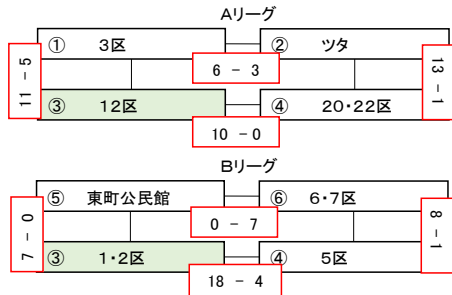 Aリーグ
① 3区
② ツタ
6 - 3
11 - 5
13 - 1
③ 12区
④ 20・22区
10 - 0
Bリーグ
⑤ 東町公民館
⑥ 6・7区
0 - 7
7 - 0
8 - 1
③ 1・2区
④ 5区
18 - 4